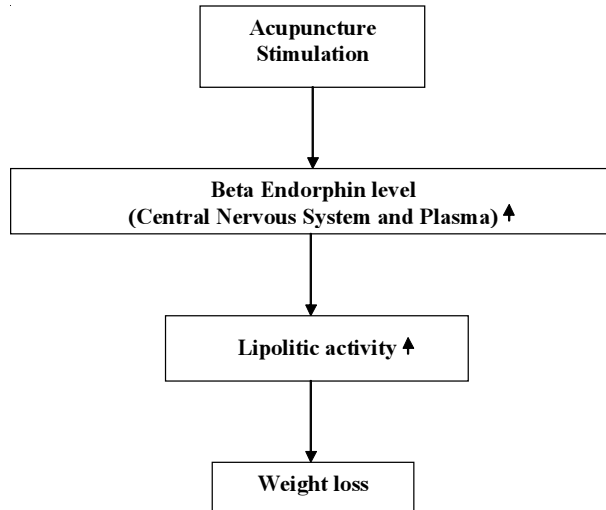 Acupuncture
Stimulation
Beta Endorphin level
(Central Nervous System and Plasma)
Lipolitic activity
Weight loss